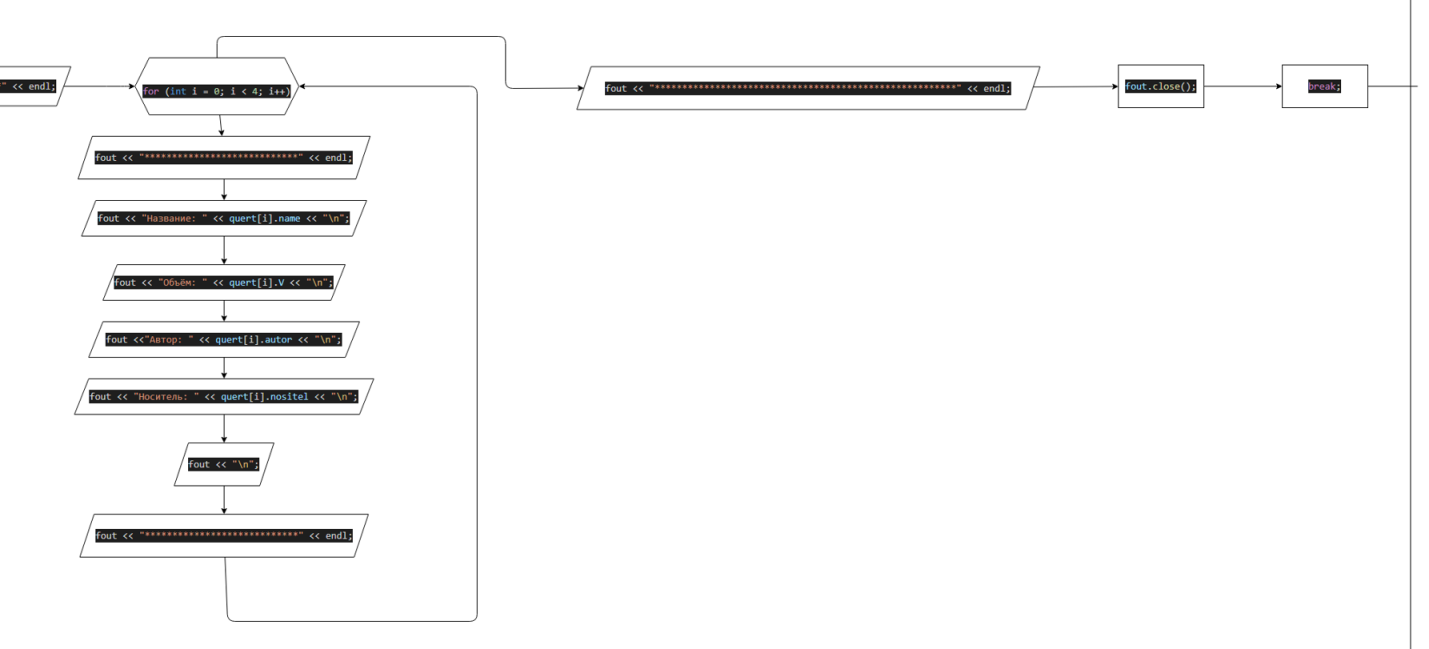 " << endl;
for (int i = 0; i < 4; i++)
fout << "****************************" << endl;
fout << "Название: " << quert[i].name << "\n";
fout << "Объём: " << quert[i].V << "\n";
fout <<"Автор: " << quert[i].autor << "\n";
fout << "Носитель: " << quert[i].nositel << "\n";
fout << "\n";
fout << "****************************" << endl;
fout << "*******************************************************" << endl;
fout.close();
break;